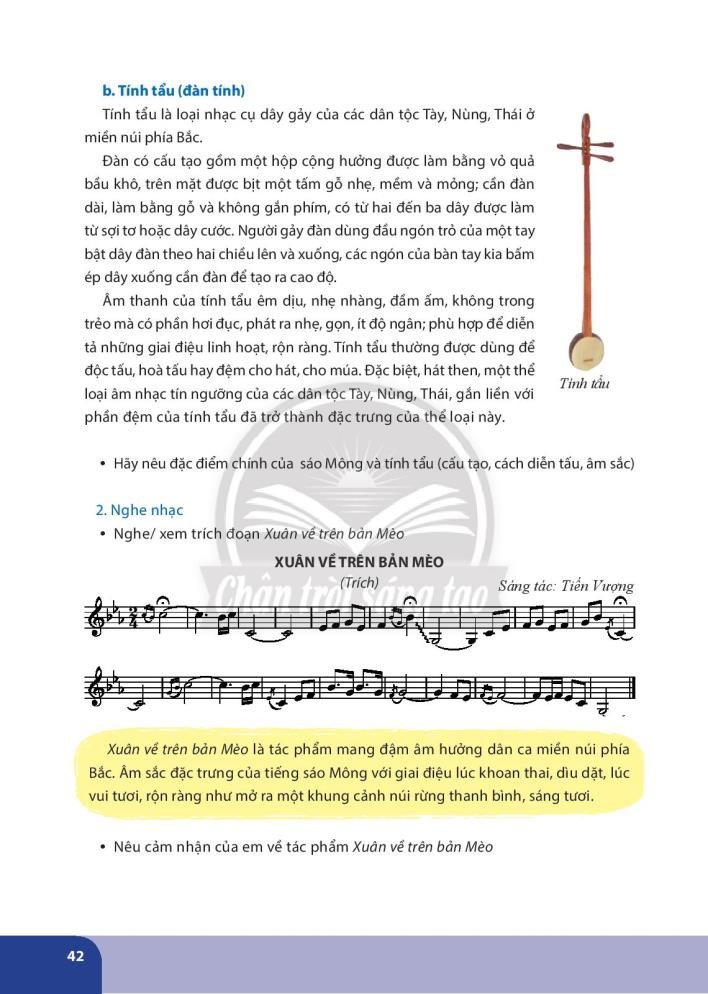 b. Tính tẩu (đàn tính)
Tính tẩu là loại nhạc cụ dây gảy của các dân tộc Tày, Nùng, Thái ở
miền núi phía Bắc.
Đàn có cấu tạo gồm một hộp cộng hưởng được làm bằng vỏ quả
bầu khô, trên mặt được bịt một tấm gỗ nhẹ, mềm và mỏng; cần đàn
dài, làm bằng gỗ và không gắn phím, có từ hai đến ba dây được làm
từ sợi tơ hoặc dây cước. Người gảy đàn dùng đầu ngón trỏ của một tay
bật dây đàn theo hai chiều lên và xuống, các ngón của bàn tay kia bấm
ép dây xuống cần đàn để tạo ra cao độ.
Âm thanh của tính tẩu êm dịu, nhẹ nhàng, đầm ấm, không trong
trẻo mà có phần hơi đục, phát ra nhẹ, gọn, ít độ ngân; phù hợp để diễn
tả những giai điệu linh hoạt, rộn ràng. Tính tẩu thường được dùng để
độc tấu, hoà tấu hay đệm cho hát, cho múa. Đặc biệt, hát then, một thể
loại âm nhạc tín ngưỡng của các dân tộc Tày, Nùng, Thái, gắn liền với
phần đệm của tính tẩu đã trở thành đặc trưng của thể loại này.
Tính tẩu
• Hãy nêu đặc điểm chính của sáo Mông và tính tẩu (cấu tạo, cách diễn tấu, âm sắc)
2. Nghe nhạc
• Nghe/ xem trích đoạn Xuân về trên bản Mèo
XUÂN VỀ TRÊN BẢN MÈO
(Trích)
Sáng tác: Tiến Vượng
Chân trời sáng tạo
2
4
Xuân về trên bản Mèo là tác phẩm mang đậm âm hưởng dân ca miền núi phía
Bắc. Âm sắc đặc trưng của tiếng sáo Mông với giai điệu lúc khoan thai, dìu dặt, lúc
vui tươi, rộn ràng như mở ra một khung cảnh núi rừng thanh bình, sáng tươi.
• Nêu cảm nhận của em về tác phẩm Xuân về trên bản Mèo
42